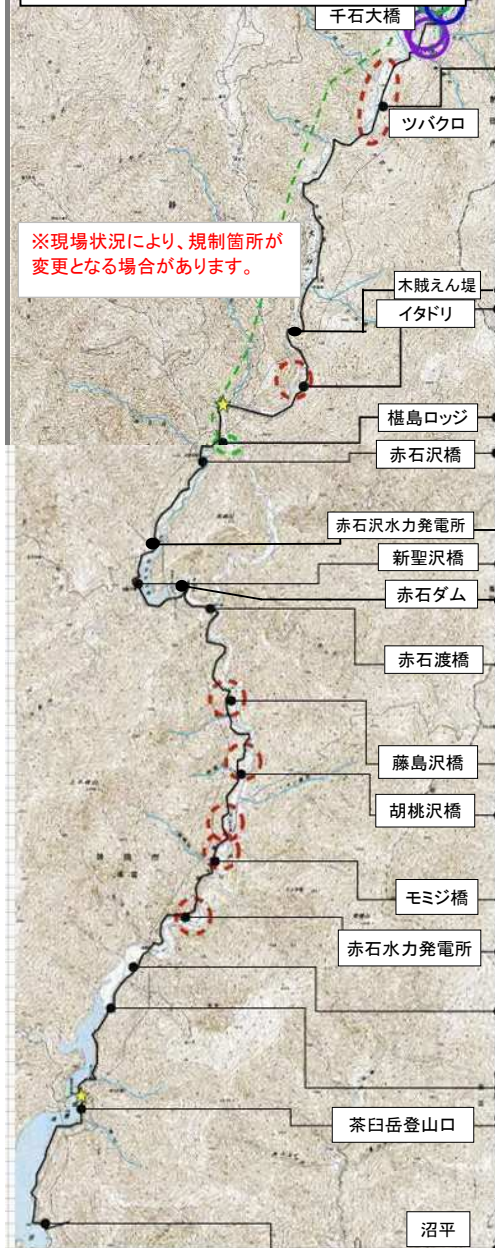 千石大橋
ツバクロ
※現場状況により、規制箇所が
変更となる場合があります。
木賊えん堤
イタドリ
椹島ロッジ
赤石沢橋
赤石沢水力発電所
新聖沢橋
赤石ダム
赤石渡橋
藤島沢橋
胡桃沢橋
モミジ橋
赤石水力発電所
茶臼岳登山口
沼平